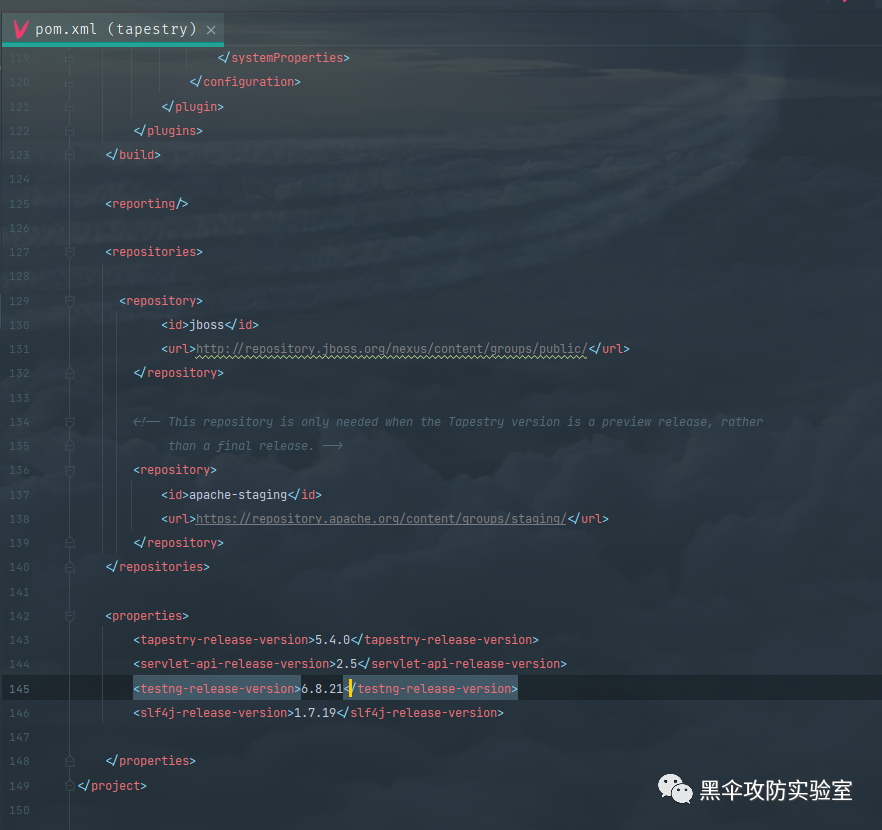 pom.xml (tapestry) ×
119 </systemProperties>
120 </configuration>
121 </plugin>
122 </plugins>
123 </build>
124
125 <reporting/>
126
127 <repositories>
128
129 <repository>
130 <id>jboss</id>
131 <url>http://repository.jboss.org/nexus/content/groups/public/</url>
132 </repository>
133
134 <!-- This repository is only needed when the Tapestry version is a preview release, rather
135 than a final release. -->
136 <repository>
137 <id>apache-staging</id>
138 <url>https://repository.apache.org/content/groups/staging/</url>
139 </repository>
140 </repositories>
141
142 <properties>
143 <tapestry-release-version>5.4.0</tapestry-release-version>
144 <servlet-api-release-version>2.5</servlet-api-release-version>
145 <testng-release-version>6.8.21</testng-release-version>
146 <slf4j-release-version>1.7.19</slf4j-release-version>
147
148 </properties>
149 </project>
150
黑伞攻防实验室